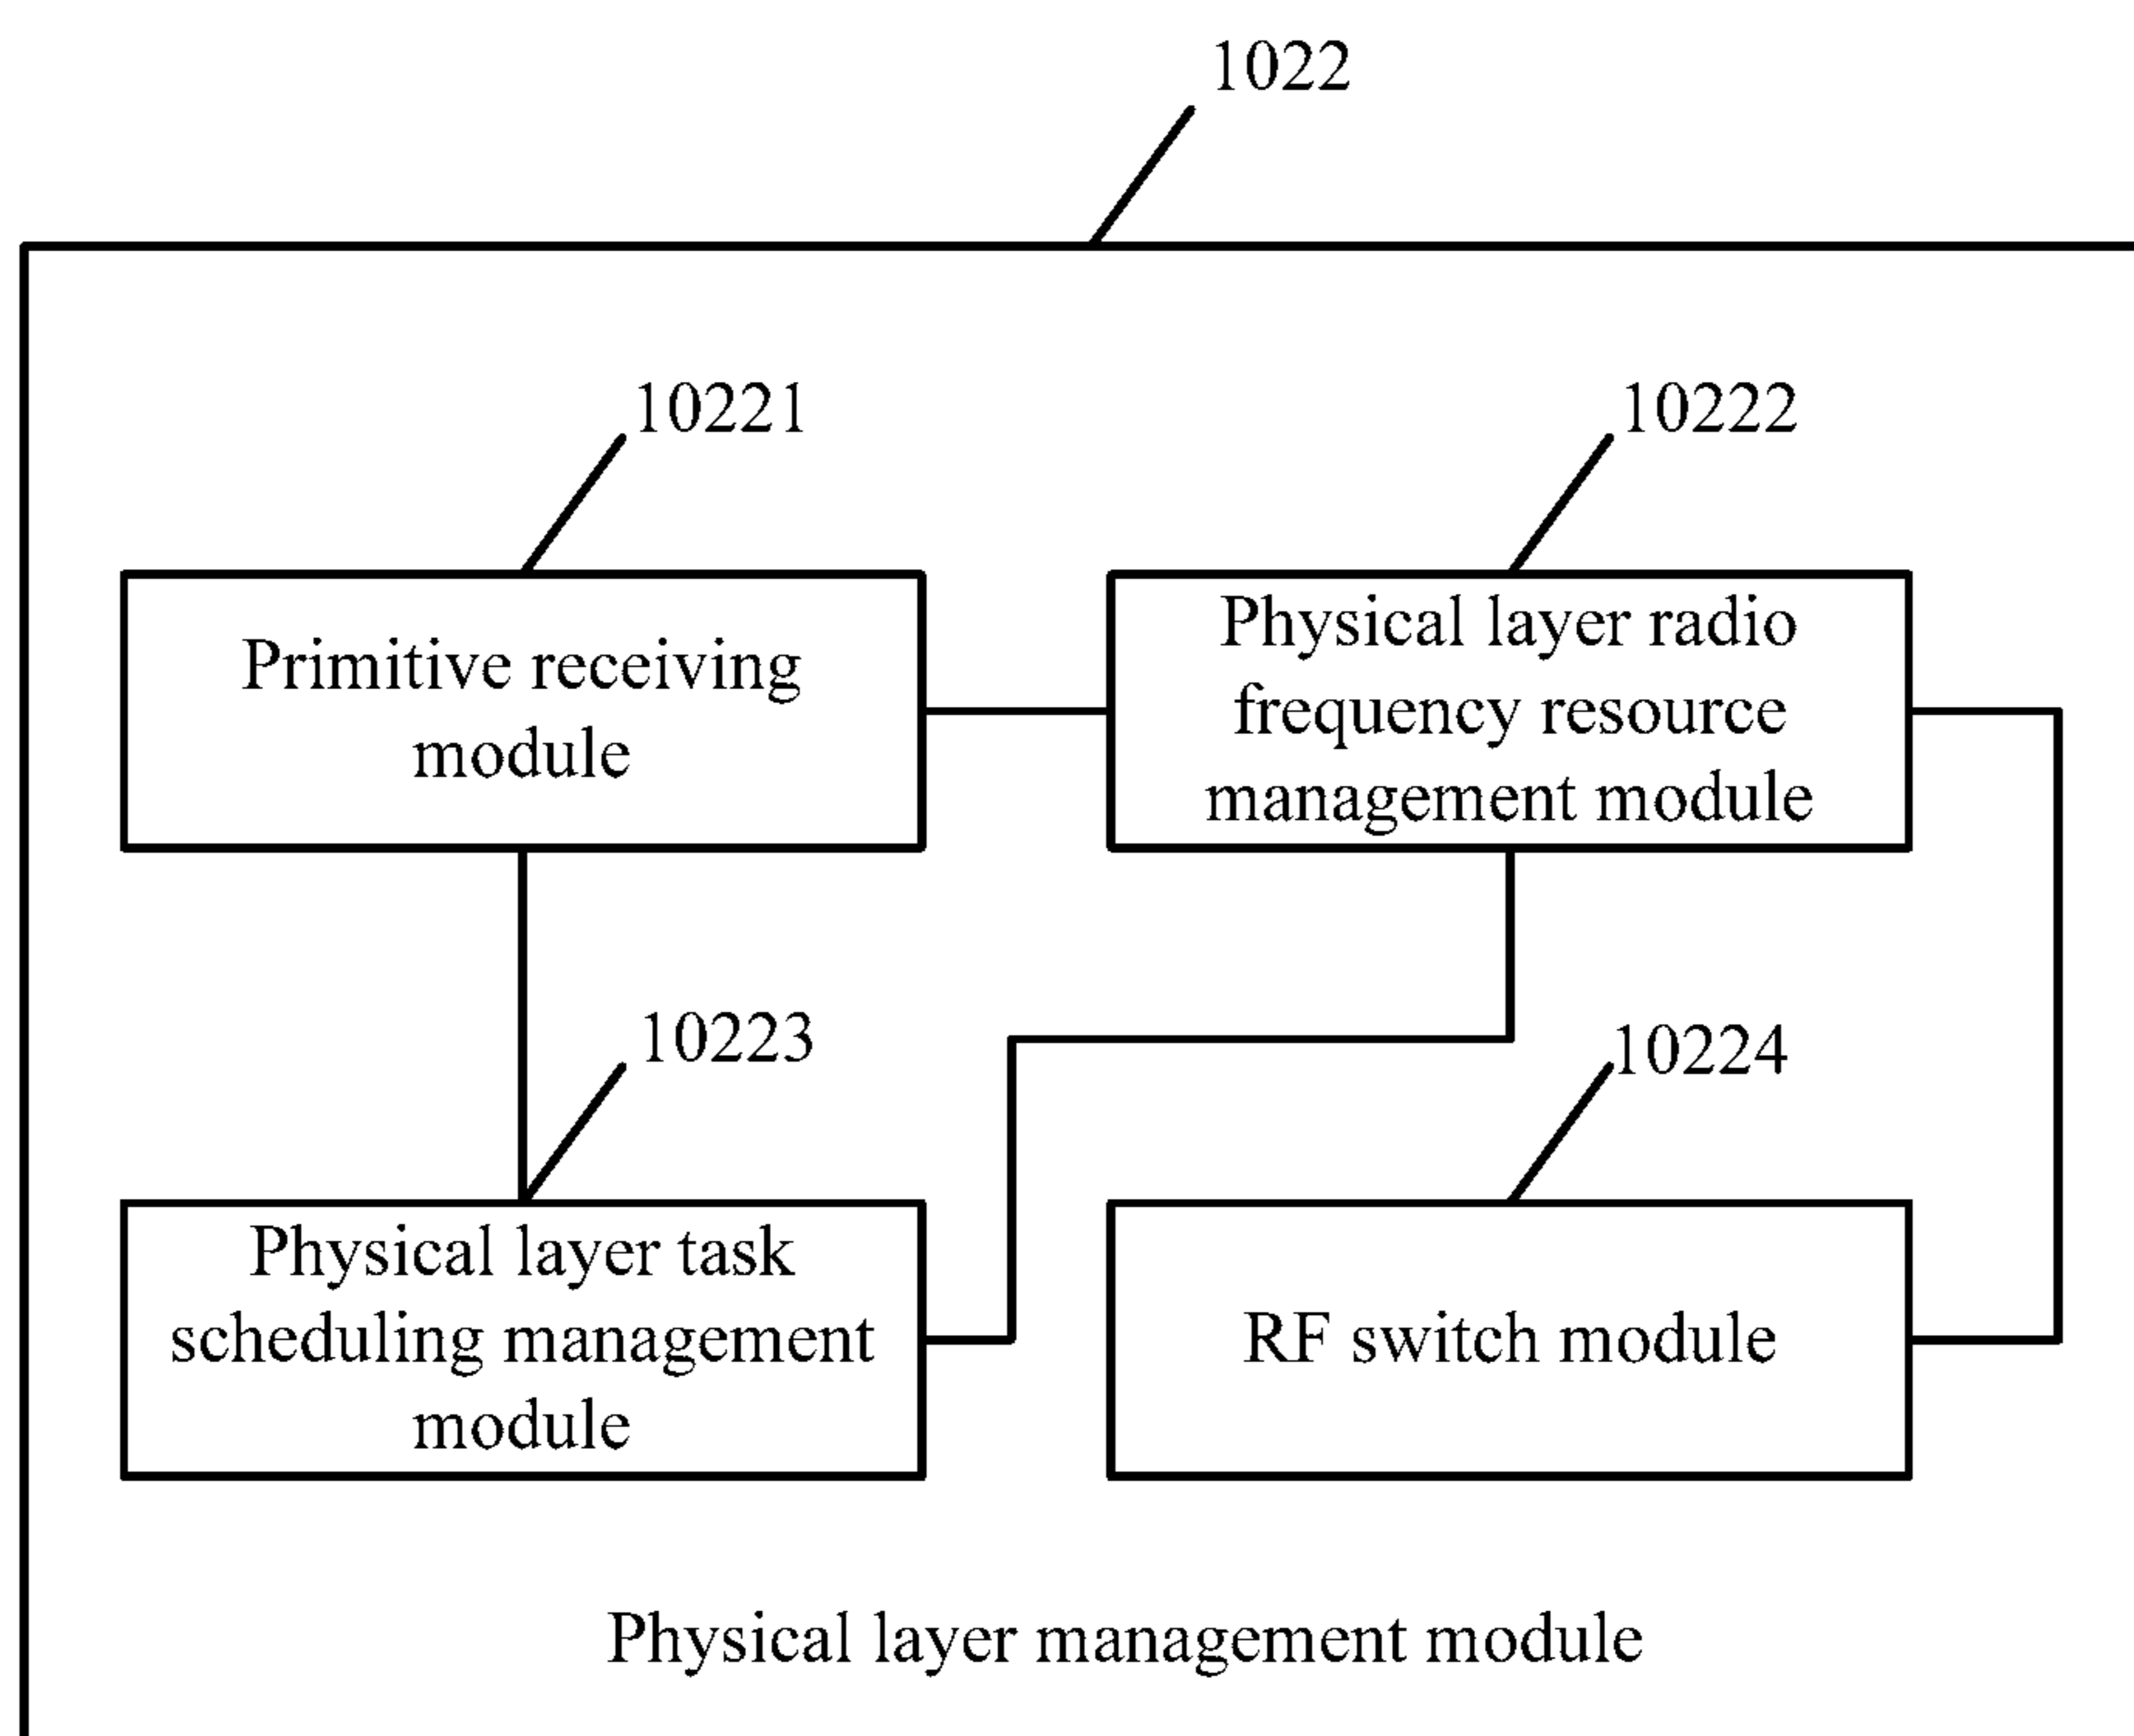 1022
10221
10222
Primitive receiving
module
Physical layer radio
frequency resource
management module
10223
10224
Physical layer task
scheduling management
module
RF switch module
Physical layer management module